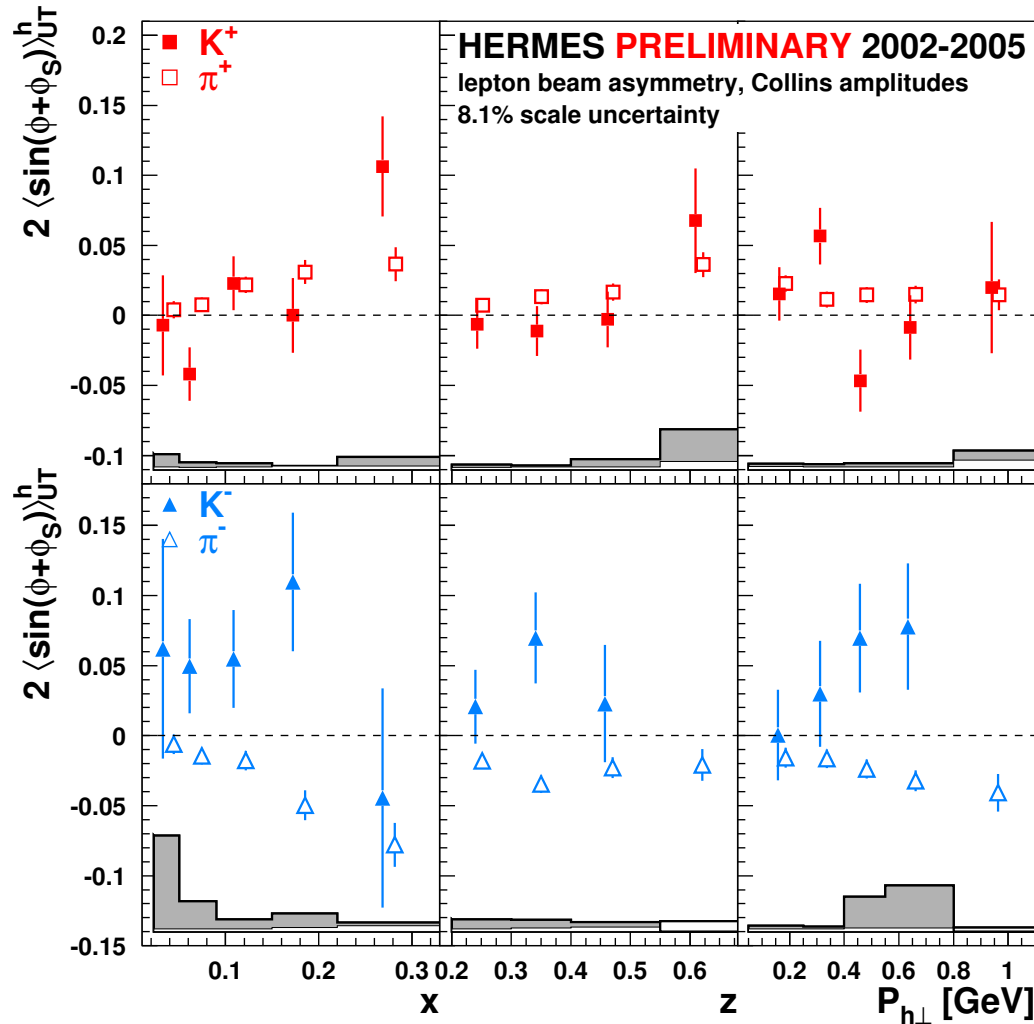 HERMES PRELIMINARY 2002-2005
lepton beam asymmetry, Collins amplitudes
8.1% scale uncertainty
K+
π+
2 ⟨sin(ϕ+ϕS)⟩hUT
0.2
0.15
0.1
0.05
0
-0.05
-0.1
K-
π-
2 ⟨sin(ϕ+ϕS)⟩hUT
0.15
0.1
0.05
0
-0.05
-0.1
-0.15
0.1 0.2 0.3
0.2 0.3 0.4 0.5 0.6
0.2 0.4 0.6 0.8 1
x
z
Ph⊥ [GeV]